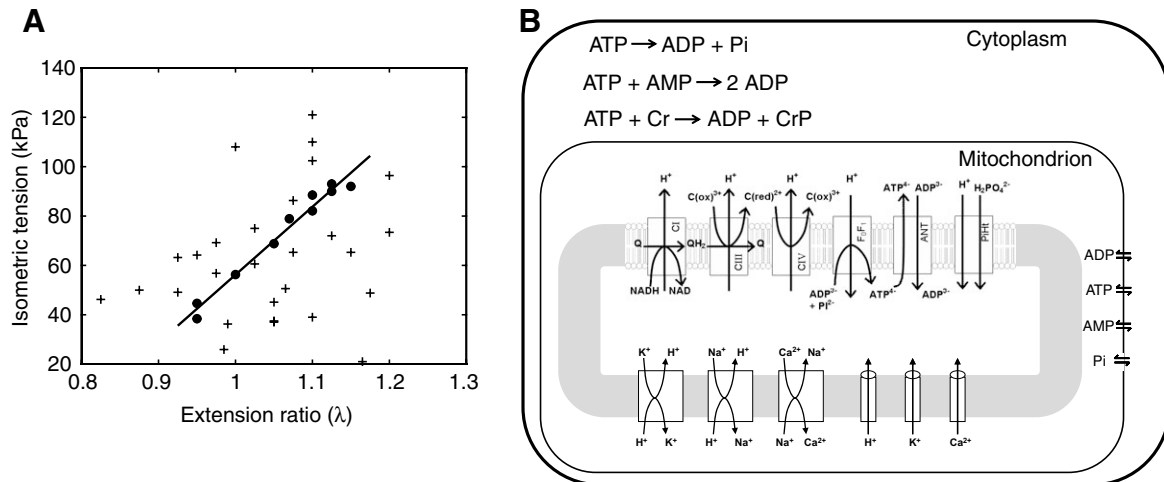 A
Isometric tension (kPa)
140
120
100
80
60
40
20
0.8 0.9 1 1.1 1.2 1.3
Extension ratio (λ)
B
Cytoplasm
ATP → ADP + Pi
ATP + AMP → 2 ADP
ATP + Cr → ADP + CrP
Mitochondrion
H⁺ C(ox)³⁺ H⁺ C(red)²⁺ H⁺ C(ox)³⁺ H⁺ ATP⁴⁻ ADP³⁻ H⁺ H₂PO₄²⁻
CI
Q QH₂ Q
CIII
CIV
F₀F₁
ANT
PiHt
NADH NAD
ADP³⁻ + Pi²⁻
ATP⁴⁻ ADP³⁻
ADP
ATP
AMP
Pi
K⁺ H⁺ Na⁺ H⁺ Ca²⁺ Na⁺
H⁺ K⁺ H⁺ Na⁺ Na⁺ Ca²⁺ H⁺ K⁺ Ca²⁺